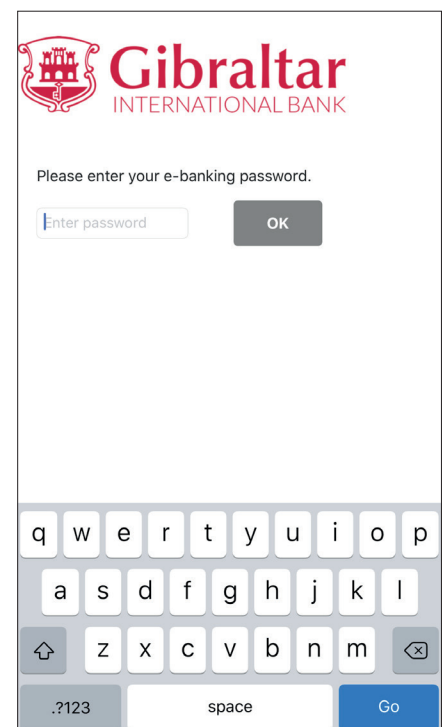 Gibraltar
INTERNATIONAL BANK
Please enter your e-banking password.
Enter password
OK
q w e r t y u i o p
a s d f g h j k l
z x c v b n m
.?123 space Go